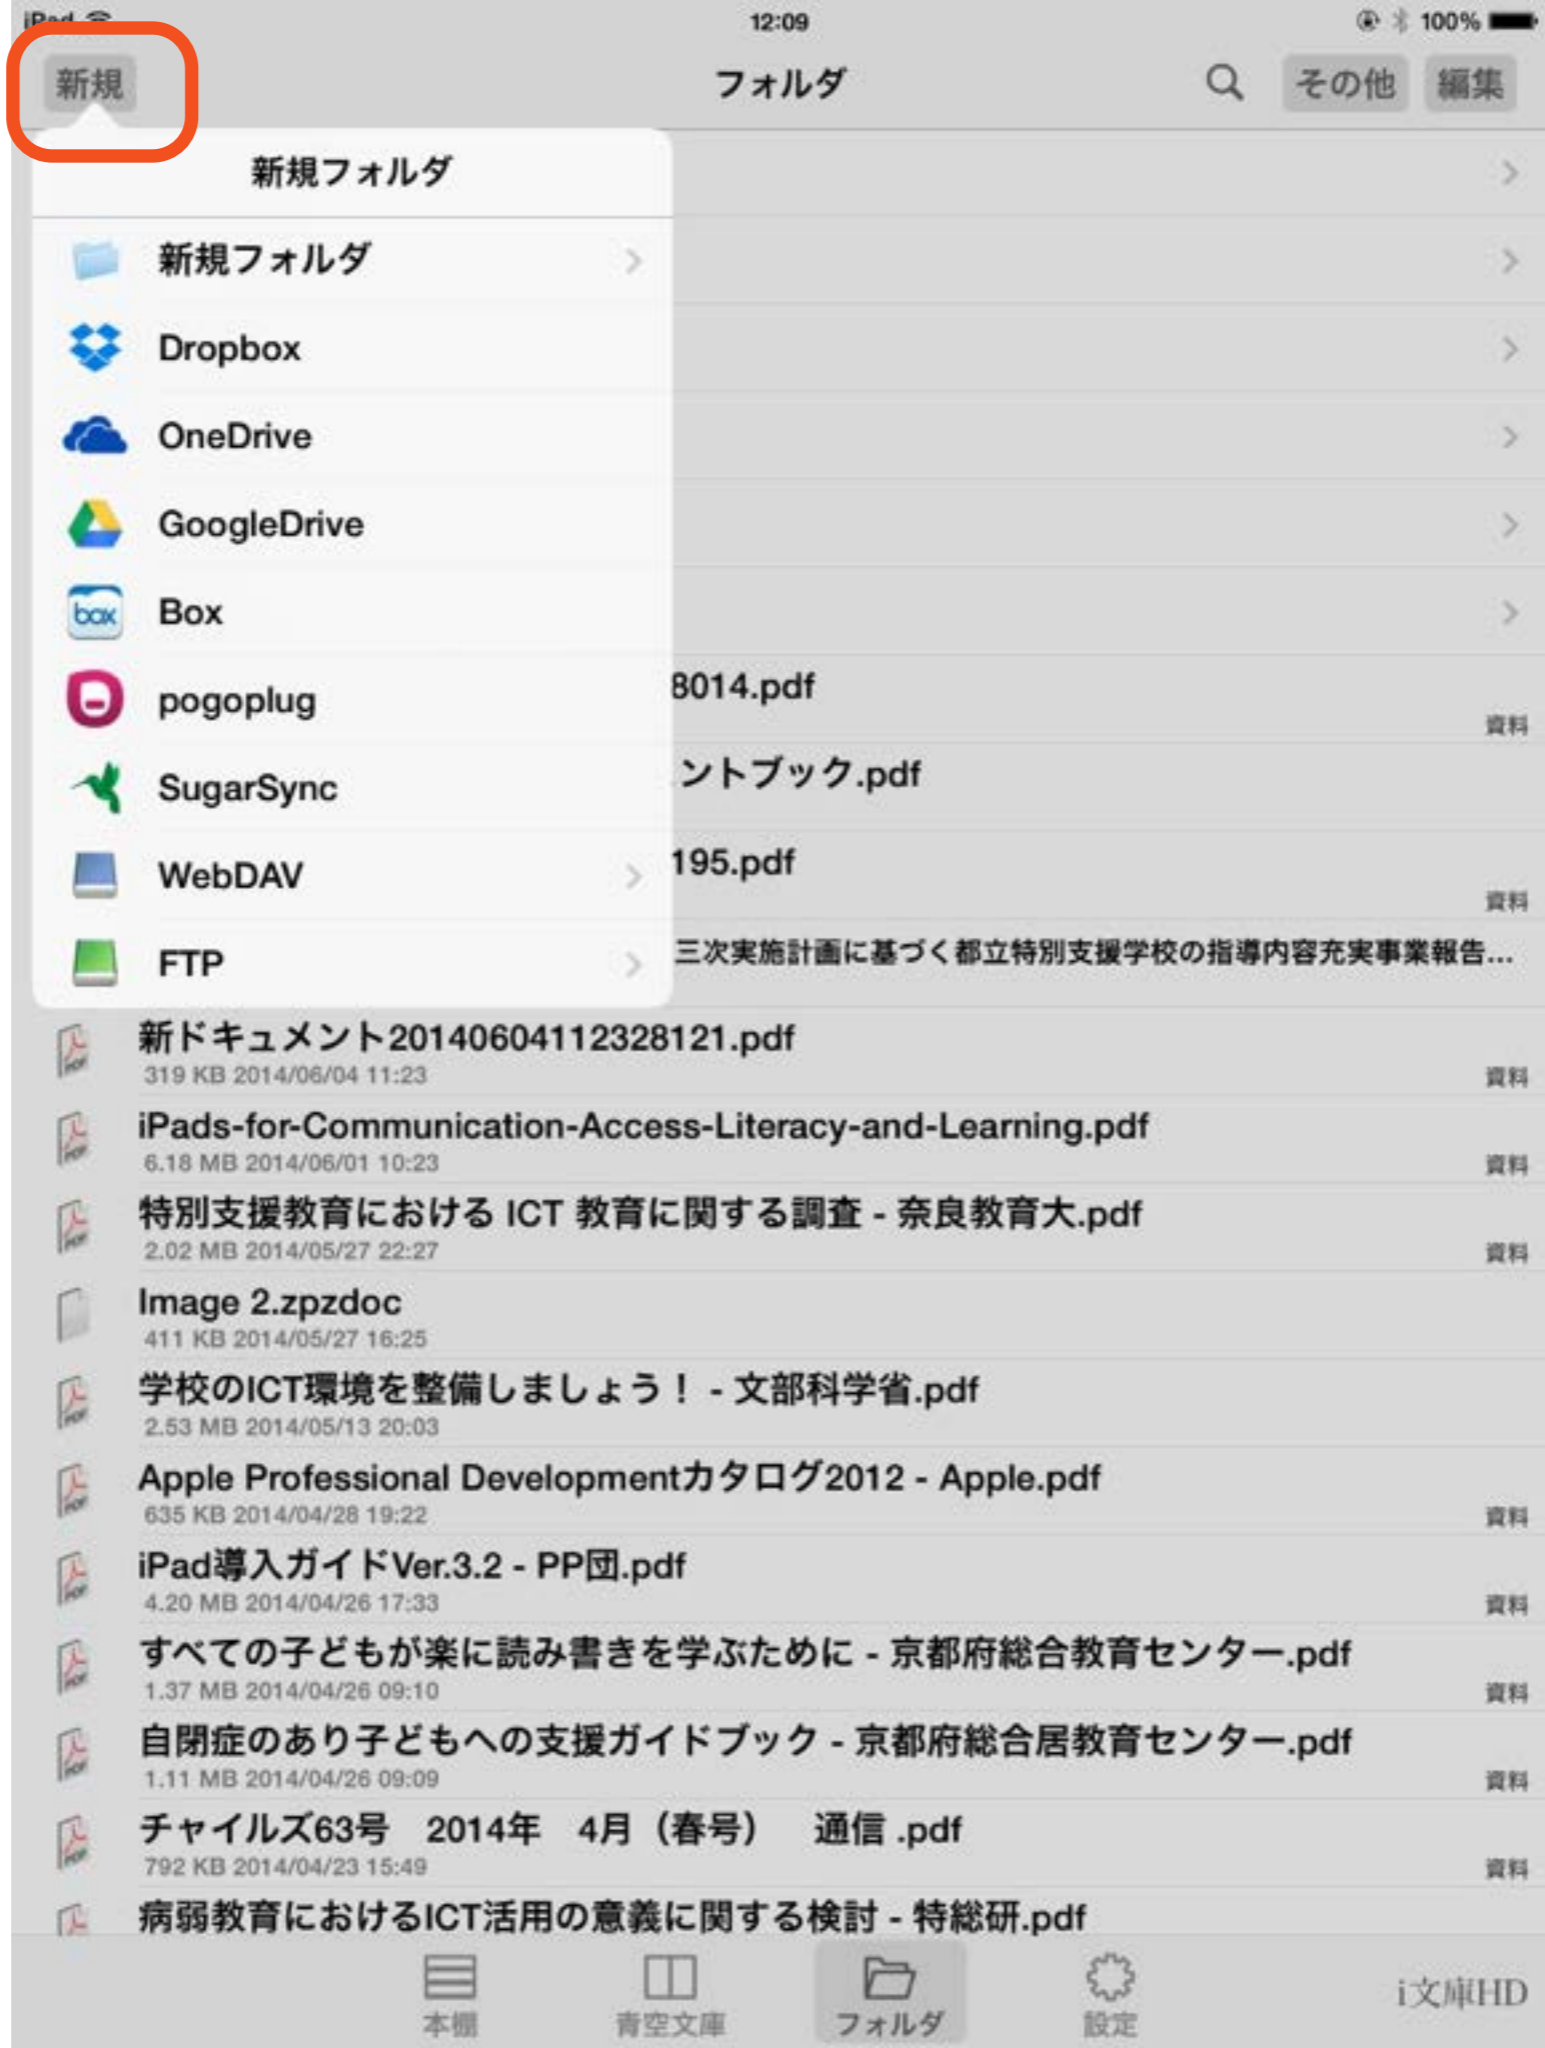 iPad 12:09 100%
新規 フォルダ その他 編集
新規フォルダ
新規フォルダ
Dropbox
OneDrive
GoogleDrive
Box
pogoplug
8014.pdf
資料
SugarSync
ントブック.pdf
WebDAV
195.pdf
資料
FTP
三次実施計画に基づく都立特別支援学校の指導内容充実事業報告...
新ドキュメント20140604112328121.pdf
319 KB 2014/06/04 11:23
資料
iPads-for-Communication-Access-Literacy-and-Learning.pdf
6.18 MB 2014/06/01 10:23
資料
特別支援教育における ICT 教育に関する調査 - 奈良教育大.pdf
2.02 MB 2014/05/27 22:27
資料
Image 2.zpzdoc
411 KB 2014/05/27 16:25
学校のICT環境を整備しましょう！ - 文部科学省.pdf
2.53 MB 2014/05/13 20:03
Apple Professional Developmentカタログ2012 - Apple.pdf
635 KB 2014/04/28 19:22
資料
iPad導入ガイドVer.3.2 - PP団.pdf
4.20 MB 2014/04/26 17:33
資料
すべての子どもが楽に読み書きを学ぶために - 京都府総合教育センター.pdf
1.37 MB 2014/04/26 09:10
資料
自閉症のあり子どもへの支援ガイドブック - 京都府総合居教育センター.pdf
1.11 MB 2014/04/26 09:09
資料
チャイルズ63号　2014年　4月（春号）　通信 .pdf
792 KB 2014/04/23 15:49
資料
病弱教育におけるICT活用の意義に関する検討 - 特総研.pdf
本棚 青空文庫 フォルダ 設定 i文庫HD